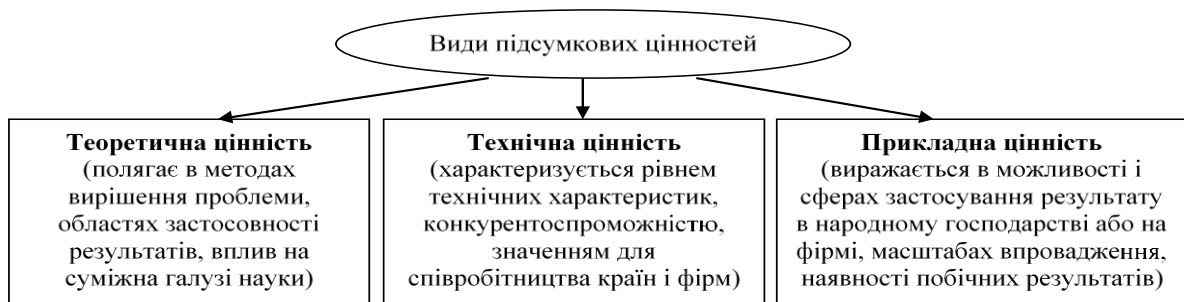 Види підсумкових цінностей
Теоретична цінність
(полягає в методах
вирішення проблеми,
областях застосовності
результатів, вплив на
суміжна галузі науки)
Технічна цінність
(характеризується рівнем
технічних характеристик,
конкурентоспроможністю,
значенням для
співробітництва країн і фірм)
Прикладна цінність
(виражається в можливості і
сферах застосування результату
в народному господарстві або на
фірмі, масштабах впровадження,
наявності побічних результатів)